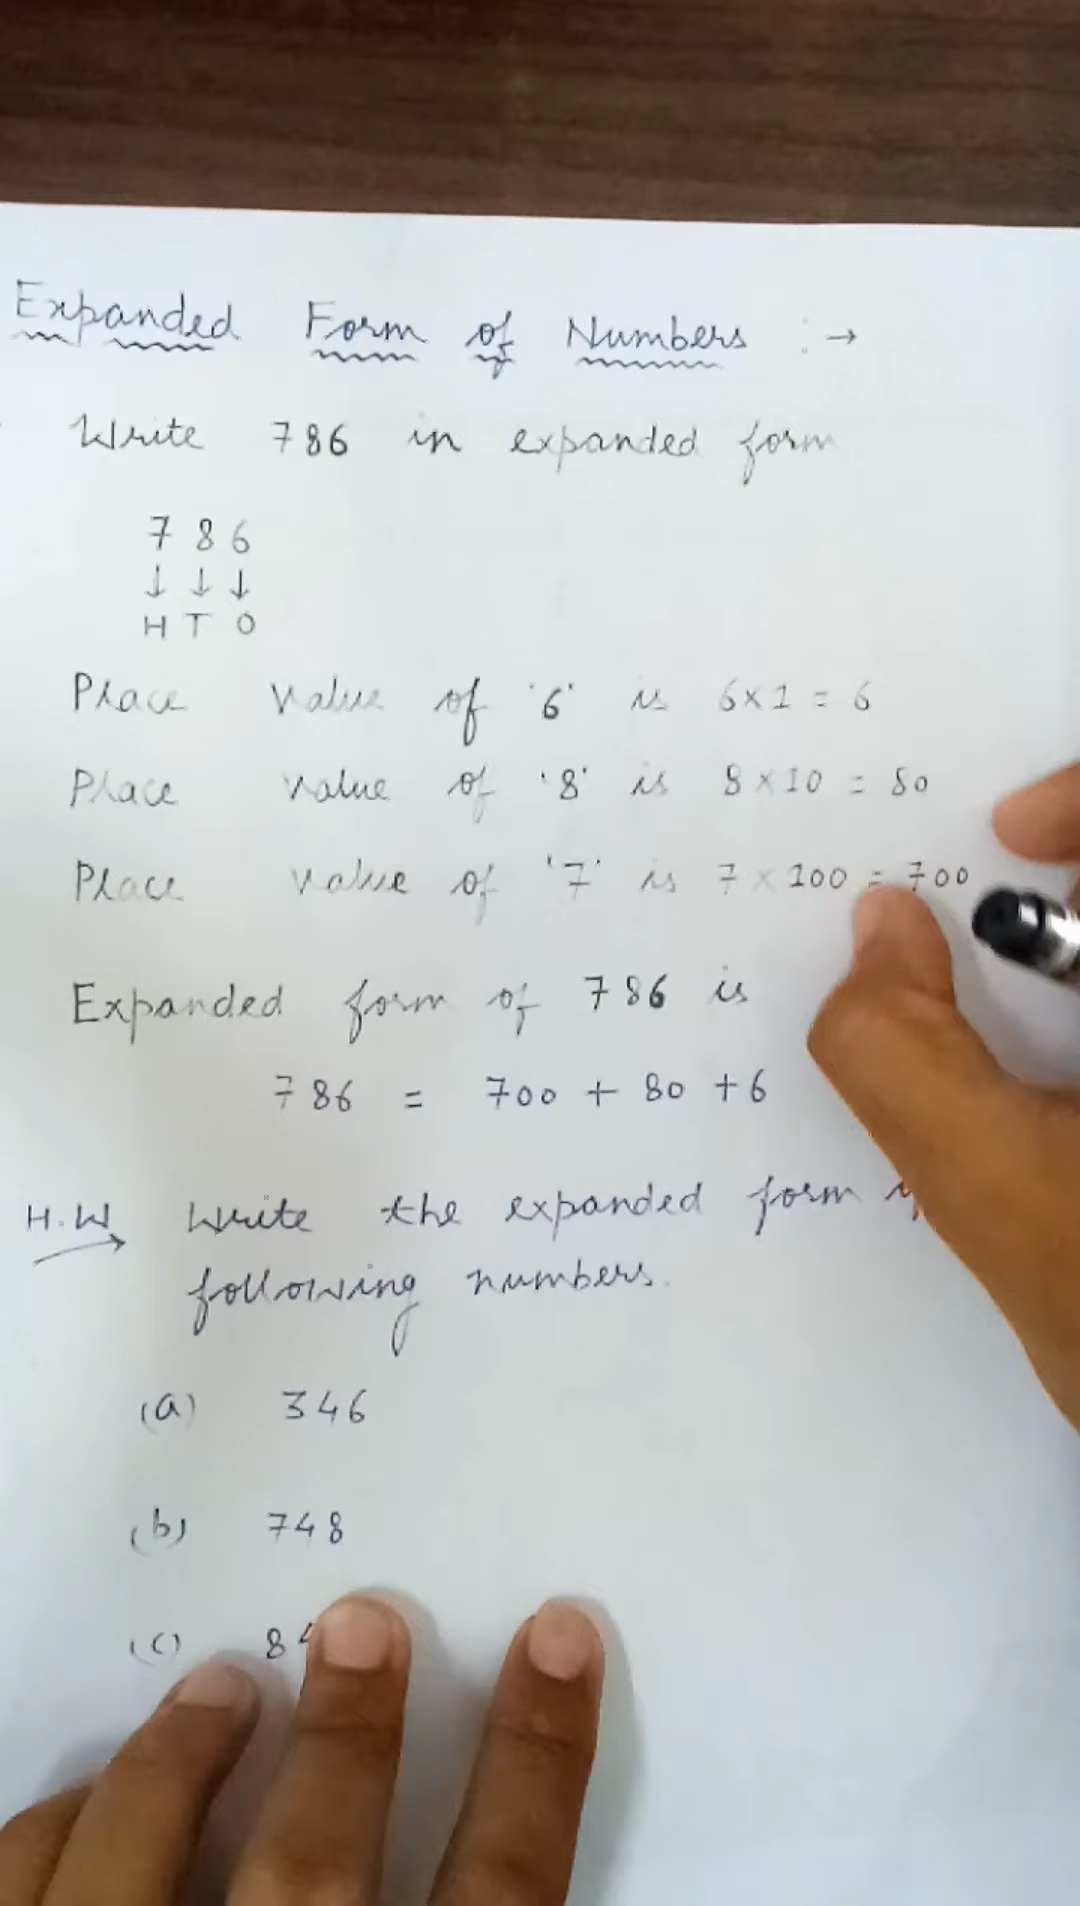 Expanded Form of Numbers :→
Write 786 in expanded form
7 8 6
↓ ↓ ↓
H T O
Place value of '6' is 6×1 = 6
Place value of '8' is 8×10 = 80
Place value of '7' is 7×100 = 700
Expanded form of 786 is
786 = 700 + 80 + 6
H.W Write the expanded form
following numbers.
(a) 346
(b) 748
(c) 8